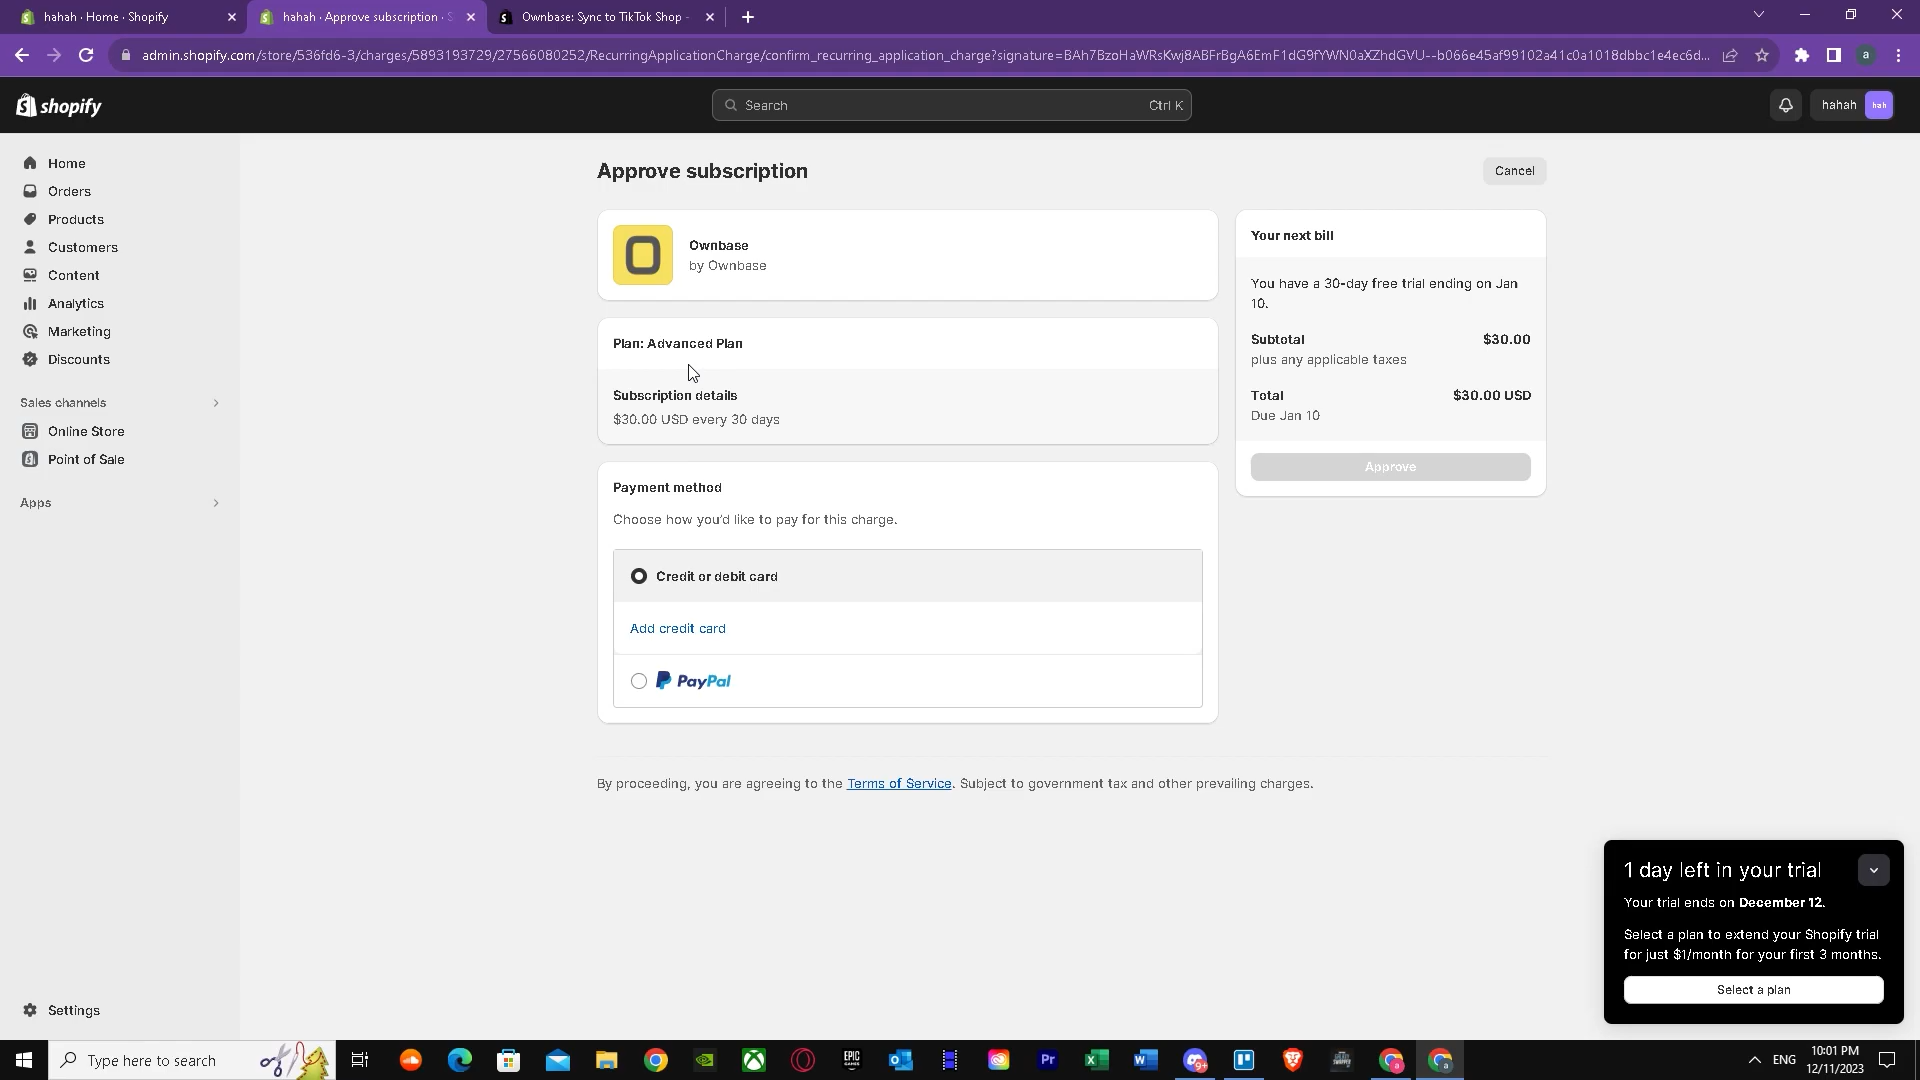 hahah · Home · Shopify
hahah · Approve subscription · S
Ownbase: Sync to TikTok Shop -
admin.shopify.com/store/536fd6-3/charges/5893193729/27566080252/RecurringApplicationCharge/confirm_recurring_application_charge?signature=BAh7BzoHaWRsKwj8ABFrBgA6EmF1dG9fYWN0aXZhdGVU--b066e45af99102a41c0a1018dbbc1e4ec6d...
a
shopify
Search
Ctrl K
hahah
hah
Home
Orders
Products
Customers
Content
Analytics
Marketing
Discounts
Sales channels
Online Store
Point of Sale
Apps
Settings
Approve subscription
Cancel
Ownbase
by Ownbase
Plan: Advanced Plan
Subscription details
$30.00 USD every 30 days
Payment method
Choose how you'd like to pay for this charge.
Credit or debit card
Add credit card
PayPal
Your next bill
You have a 30-day free trial ending on Jan
10.
Subtotal $30.00
plus any applicable taxes
Total $30.00 USD
Due Jan 10
Approve
By proceeding, you are agreeing to the Terms of Service. Subject to government tax and other prevailing charges.
1 day left in your trial
Your trial ends on December 12.
Select a plan to extend your Shopify trial
for just $1/month for your first 3 months.
Select a plan
Type here to search
EPIC
GAMES
Pr
9+
a
a
ENG
10:01 PM
12/11/2023